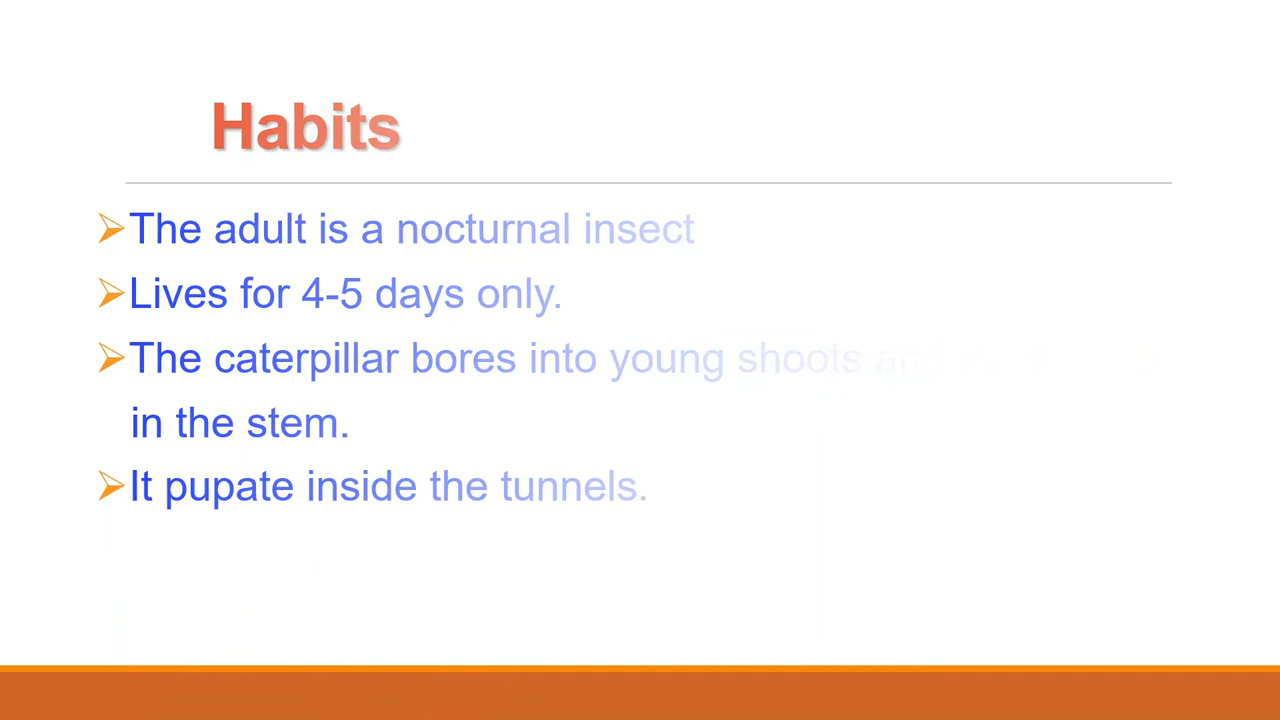 Habits
The adult is a nocturnal insect
Lives for 4-5 days only.
The caterpillar bores into young shoots and
in the stem.
It pupate inside the tunnels.